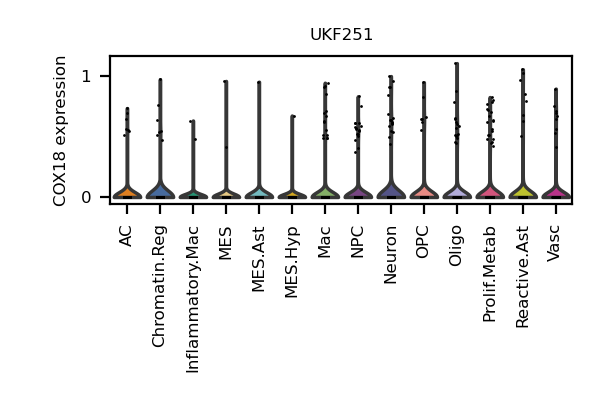 UKF251
COX18 expression
1
0
AC
Chromatin.Reg
Inflammatory.Mac
MES
MES.Ast
MES.Hyp
Mac
NPC
Neuron
OPC
Oligo
Prolif.Metab
Reactive.Ast
Vasc